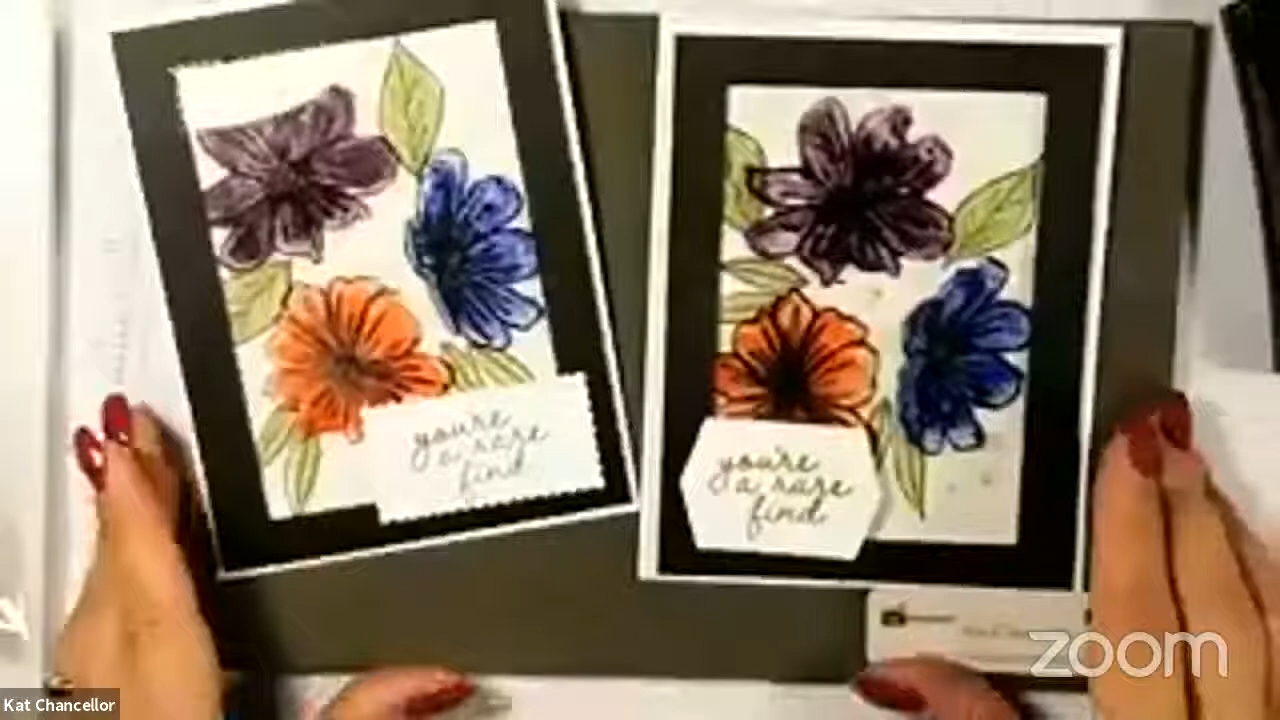 you're
a rare
find
you're
a rare
find
zoom
Kat Chancellor